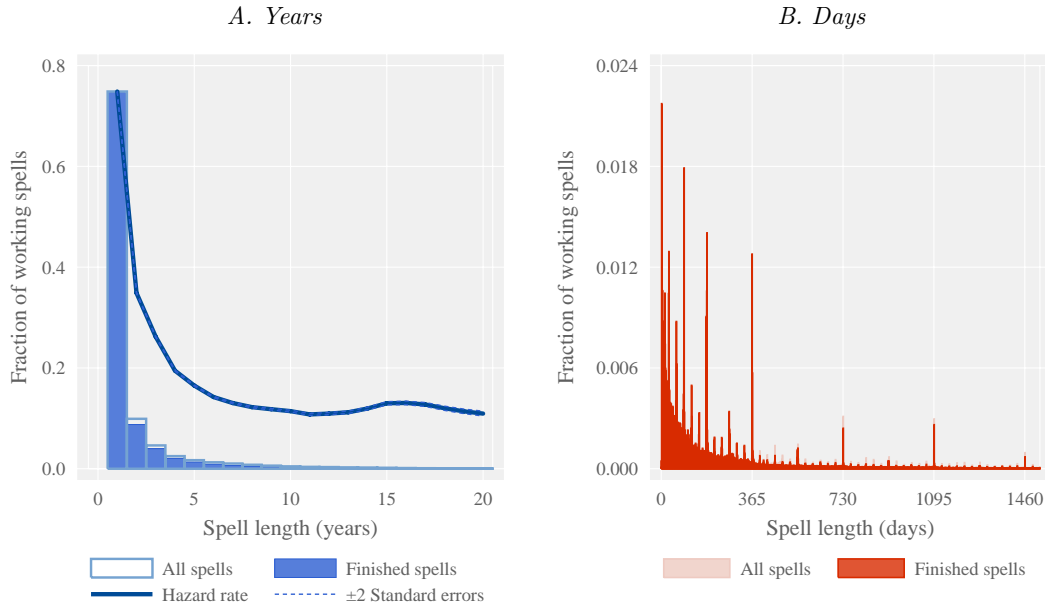 A. Years
Fraction of working spells
0.8
0.6
0.4
0.2
0.0
0
5
10
15
20
Spell length (years)
All spells
Finished spells
Hazard rate
±2 Standard errors
B. Days
Fraction of working spells
0.024
0.018
0.012
0.006
0.000
0
365
730
1095
1460
Spell length (days)
All spells
Finished spells